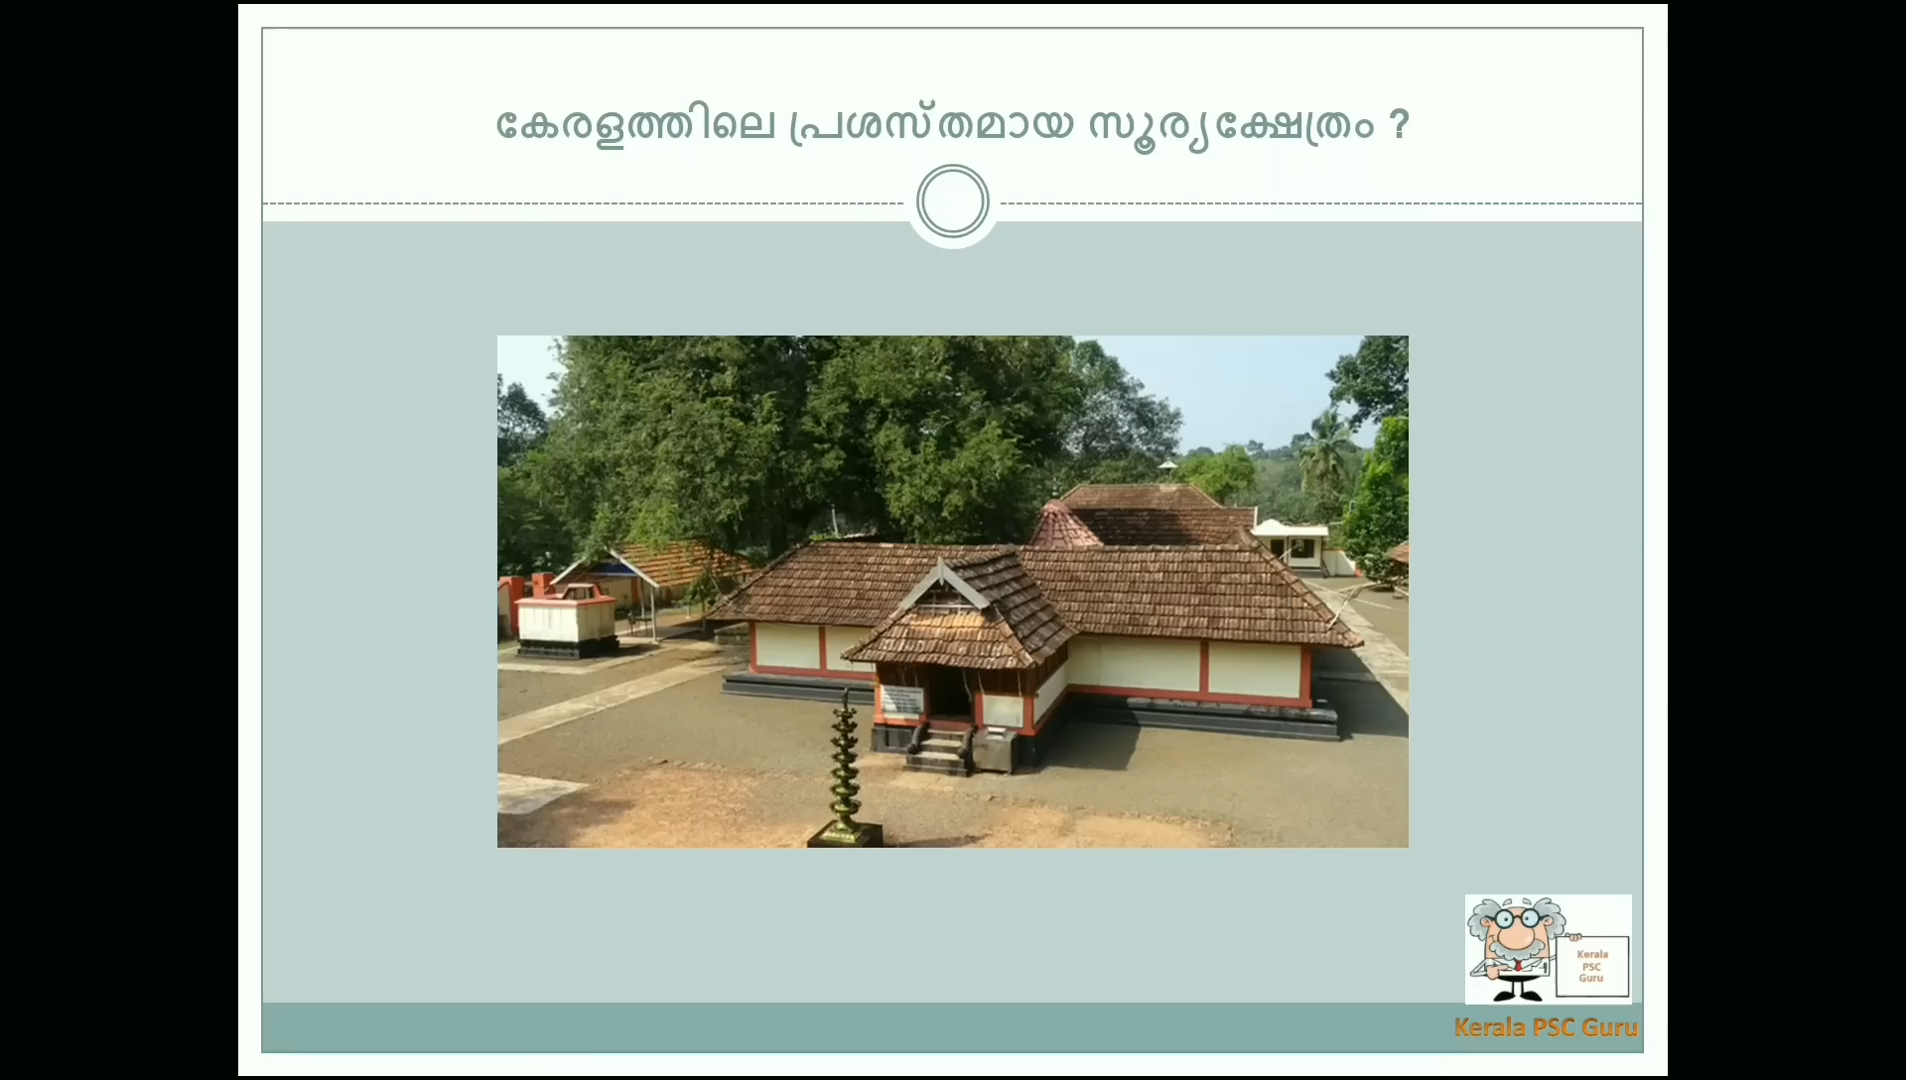 കേരളത്തിലെ പ്രശസ്തമായ സൂര്യക്ഷേത്രം ?
Kerala
PSC
Guru
Kerala PSC Guru